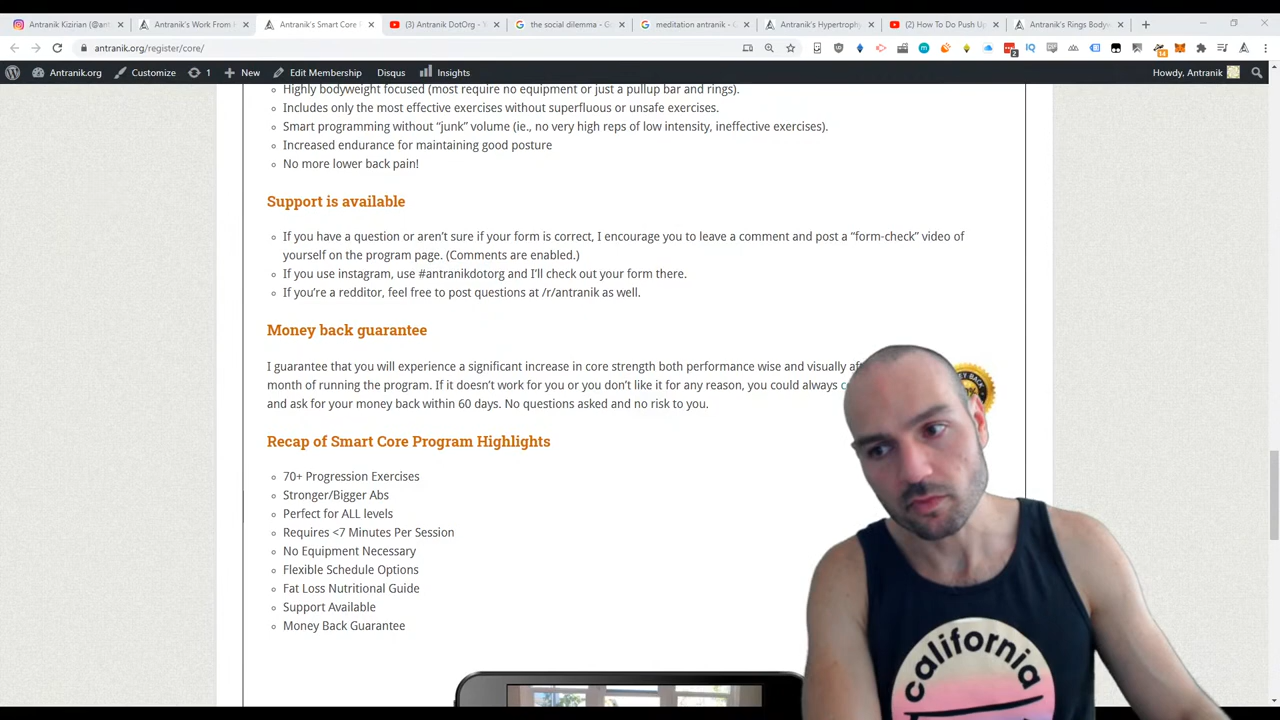 Antranik Kizirian (@an
Antranik's Work From H
Antranik's Smart Core P
(3) Antranik DotOrg - Y
the social dilemma - G
meditation antranik - G
Antranik's Hypertrophy
(2) How To Do Push Up
Antranik's Rings Bodyw
antranik.org/register/core/
Antranik.org
Customize
1
New
Edit Membership
Disqus
Insights
Howdy, Antranik
Highly bodyweight focused (most require no equipment or just a pullup bar and rings).
Includes only the most effective exercises without superfluous or unsafe exercises.
Smart programming without “junk” volume (ie., no very high reps of low intensity, ineffective exercises).
Increased endurance for maintaining good posture
No more lower back pain!
Support is available
If you have a question or aren’t sure if your form is correct, I encourage you to leave a comment and post a “form-check” video of
yourself on the program page. (Comments are enabled.)
If you use instagram, use #antranikdotorg and I’ll check out your form there.
If you’re a redditor, feel free to post questions at /r/antranik as well.
Money back guarantee
I guarantee that you will experience a significant increase in core strength both performance wise and visually af
month of running the program. If it doesn’t work for you or you don’t like it for any reason, you could always
and ask for your money back within 60 days. No questions asked and no risk to you.
Recap of Smart Core Program Highlights
70+ Progression Exercises
Stronger/Bigger Abs
Perfect for ALL levels
Requires <7 Minutes Per Session
No Equipment Necessary
Flexible Schedule Options
Fat Loss Nutritional Guide
Support Available
Money Back Guarantee
california